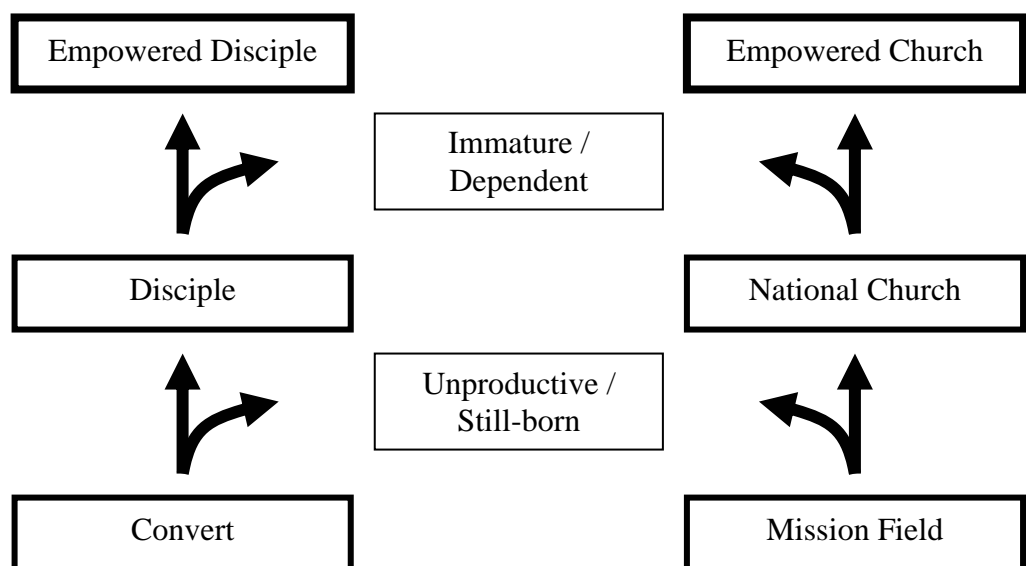 Empowered Disciple
Empowered Church
Immature /
Dependent
Disciple
National Church
Unproductive /
Still-born
Convert
Mission Field